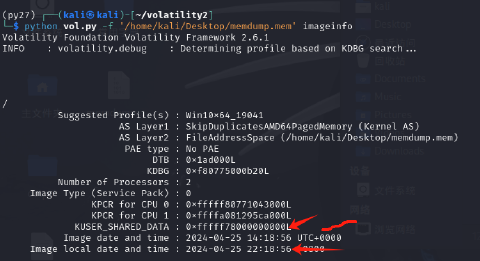 (py27) ┌──(kali㉿kali)-[~/volatility2]
└─$ python vol.py -f '/home/kali/Desktop/memdump.mem' imageinfo
Volatility Foundation Volatility Framework 2.6.1
INFO    : volatility.debug    : Determining profile based on KDBG search...
/
Suggested Profile(s) : Win10x64_19041
AS Layer1 : SkipDuplicatesAMD64PagedMemory (Kernel AS)
AS Layer2 : FileAddressSpace (/home/kali/Desktop/memdump.mem)
PAE type : No PAE
DTB : 0x1ad000L
KDBG : 0xf80775000b20L
Number of Processors : 2
Image Type (Service Pack) : 0
KPCR for CPU 0 : 0xfffff80771043000L
KPCR for CPU 1 : 0xffffa081295ca000L
KUSER_SHARED_DATA : 0xfffff78000000000L
Image date and time : 2024-04-25 14:18:56 UTC+0000
Image local date and time : 2024-04-25 22:18:56